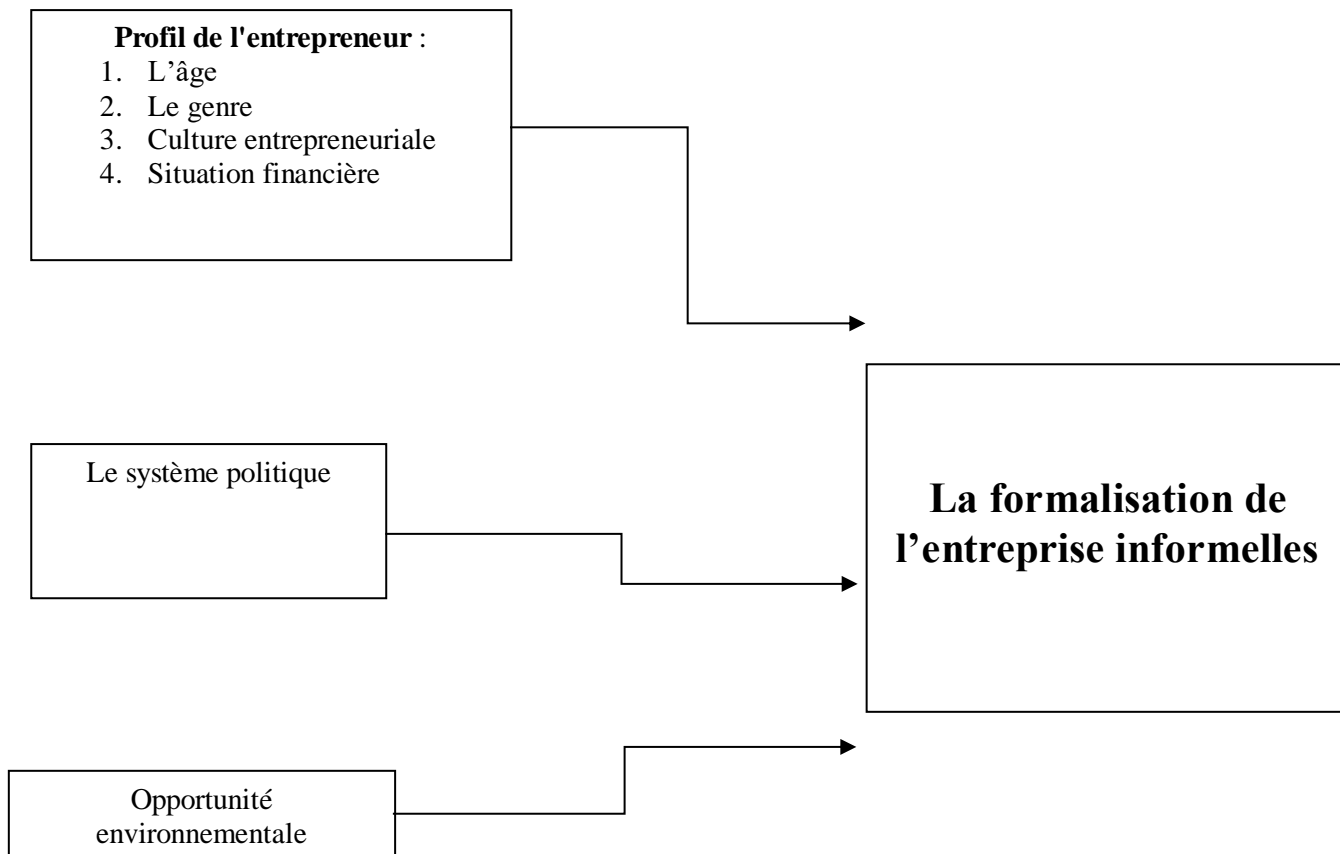 Profil de l'entrepreneur :
1. L’âge
2. Le genre
3. Culture entrepreneuriale
4. Situation financière
Le système politique
La formalisation de
l’entreprise informelles
Opportunité
environnementale